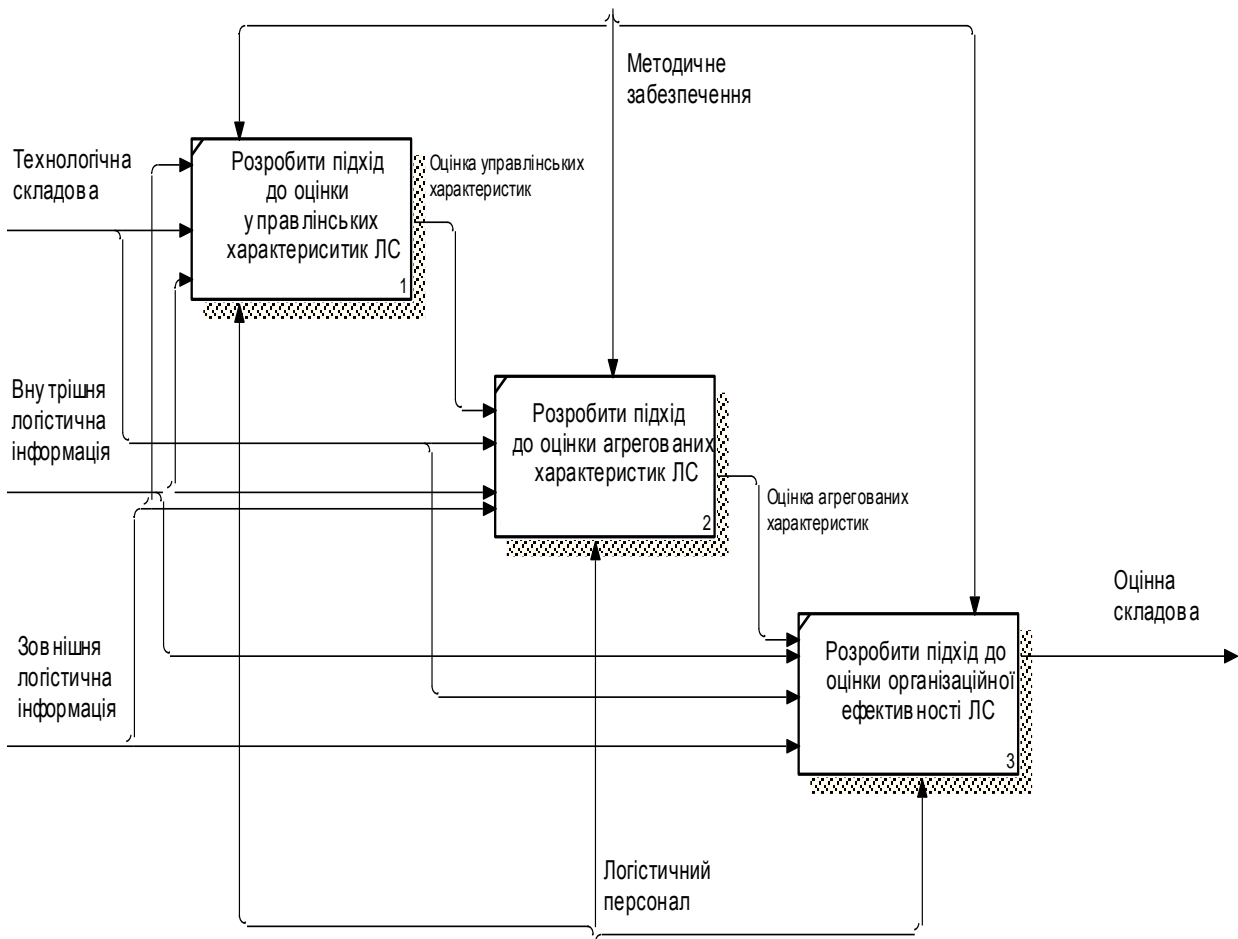 Методичне
забезпечення
Технологічна
складова
Розробити підхід
до оцінки
управлінських
характериситик ЛС
1
Оцінка управлінських
характеристик
Внутрішня
логістична
інформація
Розробити підхід
до оцінки агрегованих
характеристик ЛС
2
Оцінка агрегованих
характеристик
Оцінна
складова
Зовнішня
логістична
інформація
Розробити підхід до
оцінки організаційної
ефективності ЛС
3
Логістичний
персонал